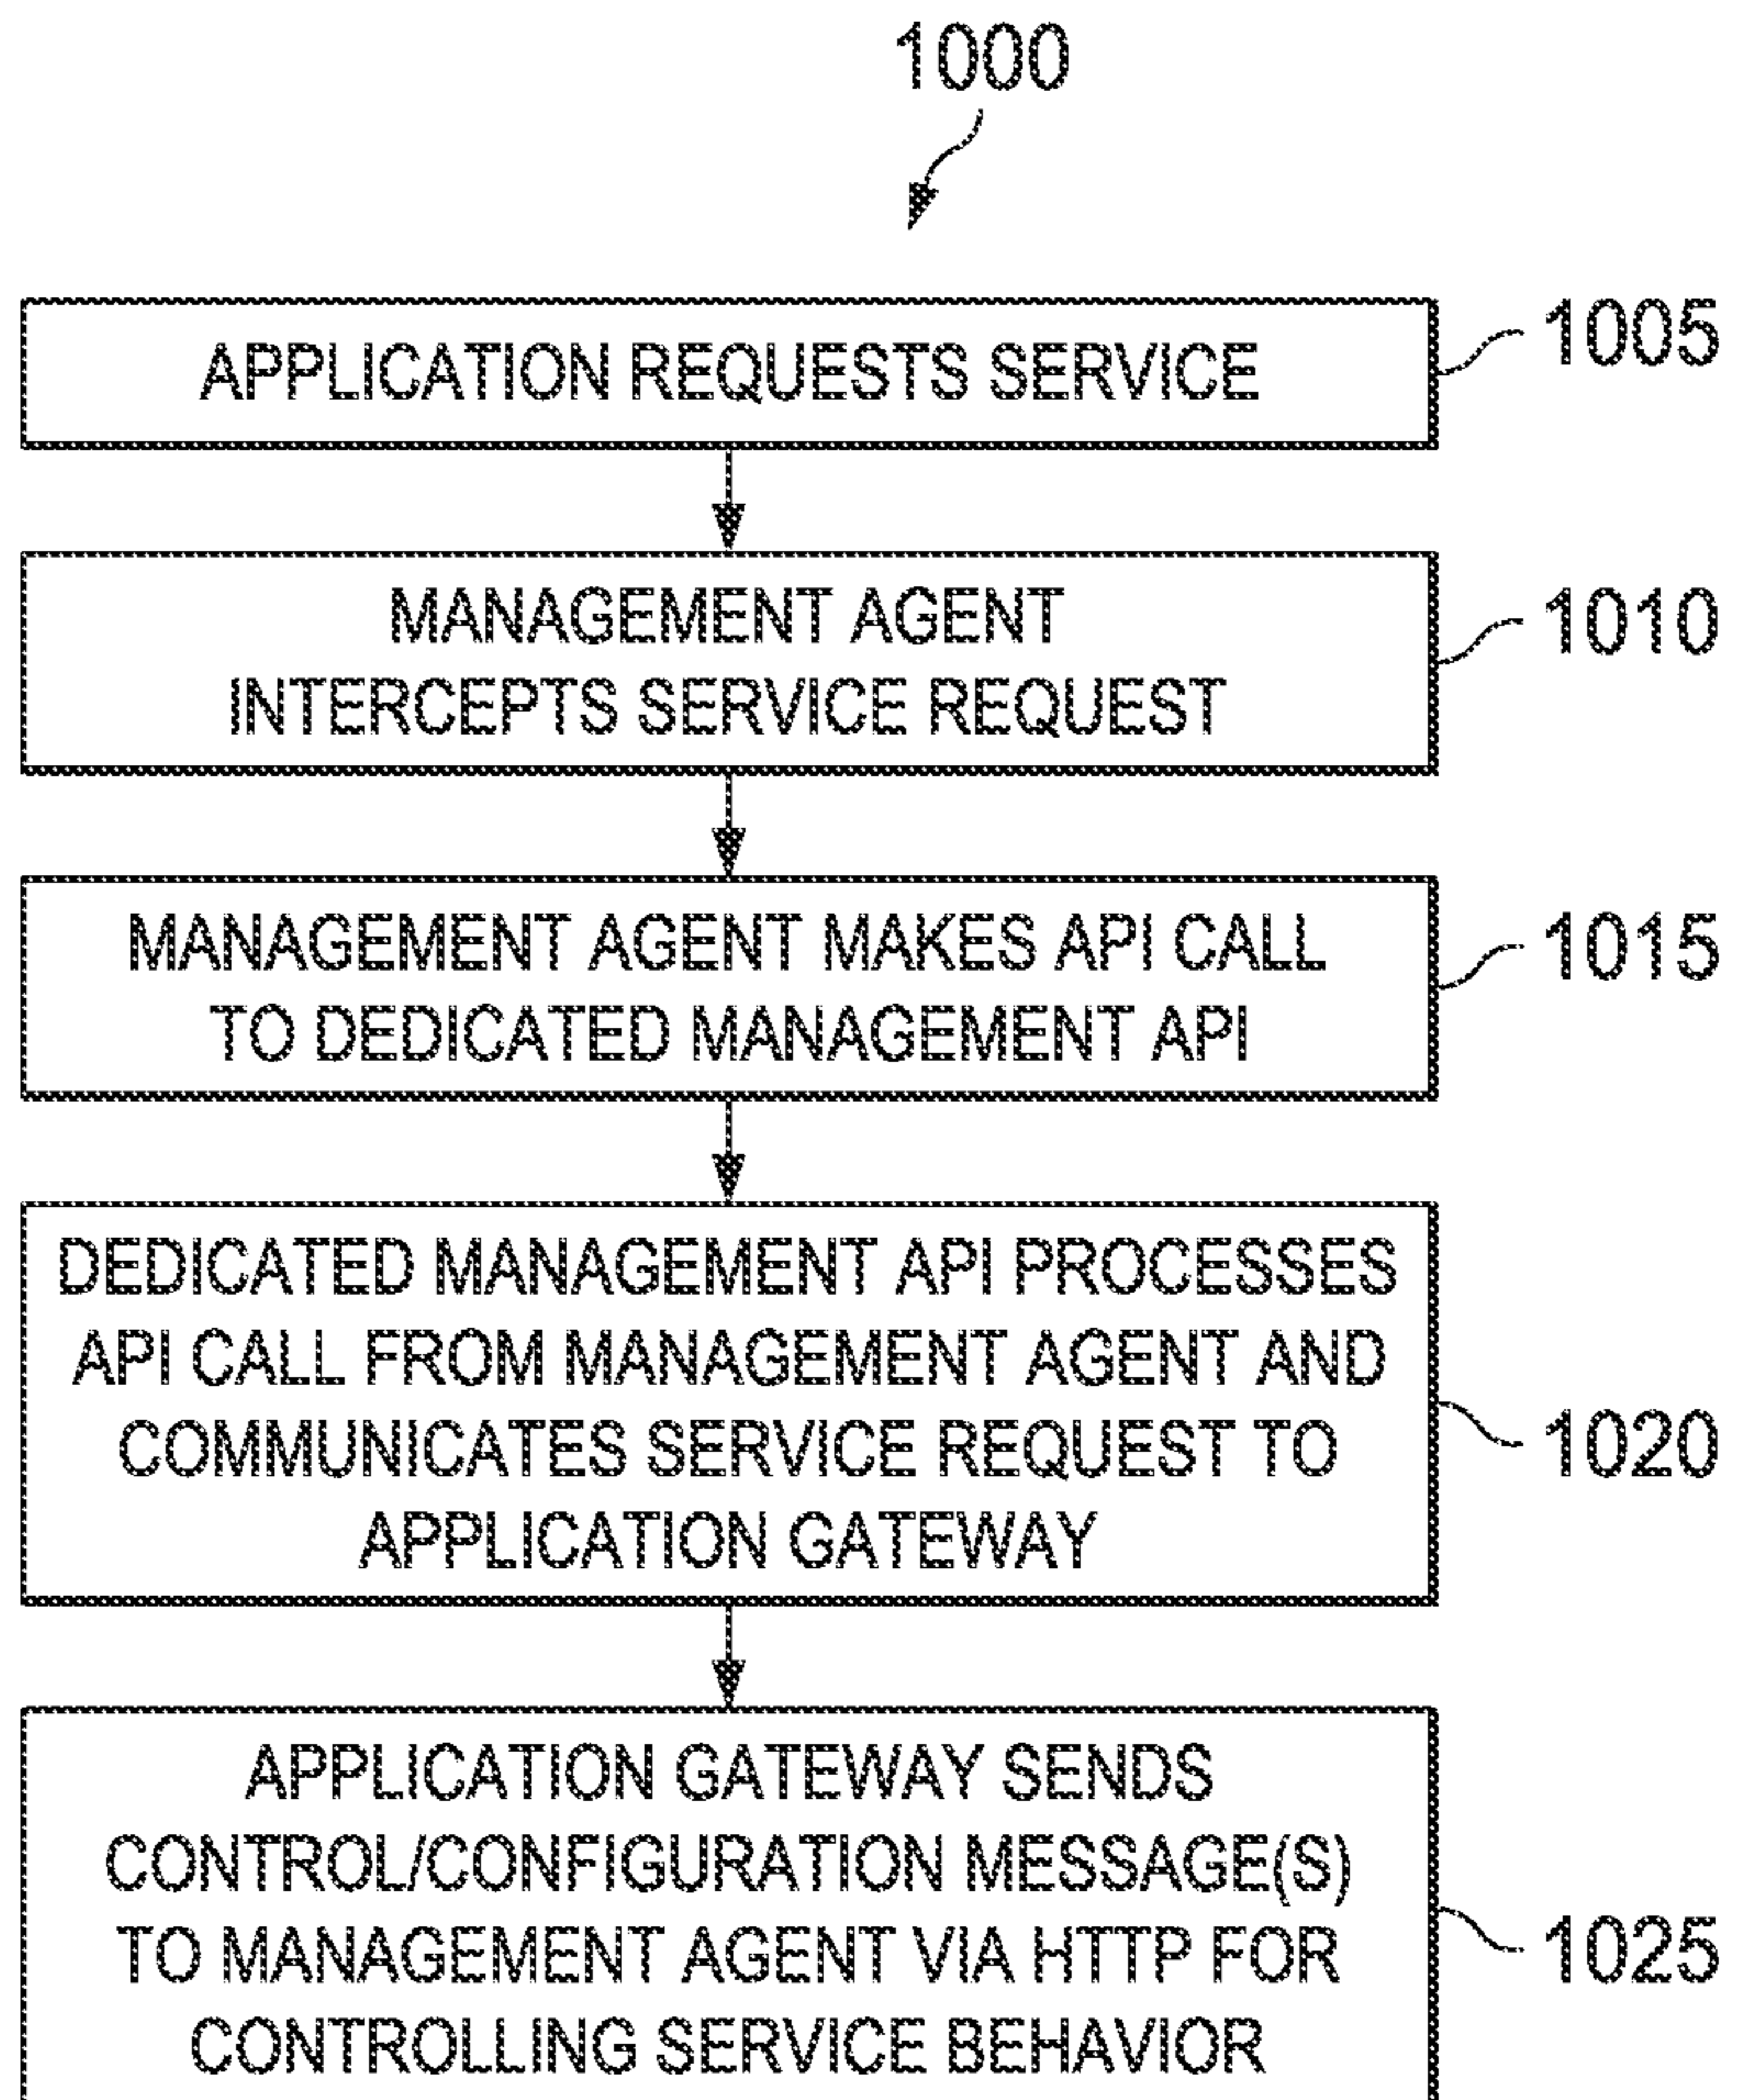 1000
APPLICATION REQUESTS SERVICE
1005
MANAGEMENT AGENT
INTERCEPTS SERVICE REQUEST
1010
MANAGEMENT AGENT MAKES API CALL
TO DEDICATED MANAGEMENT API
1015
DEDICATED MANAGEMENT API PROCESSES
API CALL FROM MANAGEMENT AGENT AND
COMMUNICATES SERVICE REQUEST TO
APPLICATION GATEWAY
1020
APPLICATION GATEWAY SENDS
CONTROL/CONFIGURATION MESSAGE(S)
TO MANAGEMENT AGENT VIA HTTP FOR
CONTROLLING SERVICE BEHAVIOR
1025